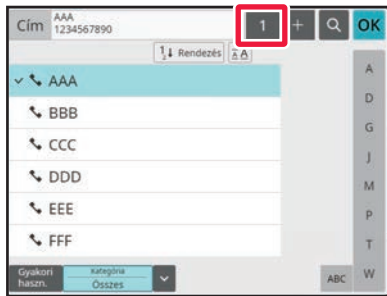 Cím AAA 1 + OK
1234567890
Rendezés
AAA
BBB
CCC
DDD
EEE
FFF
A
D
G
J
M
P
T
W
Gyakori
haszn.
Kategória
Összes
ABC